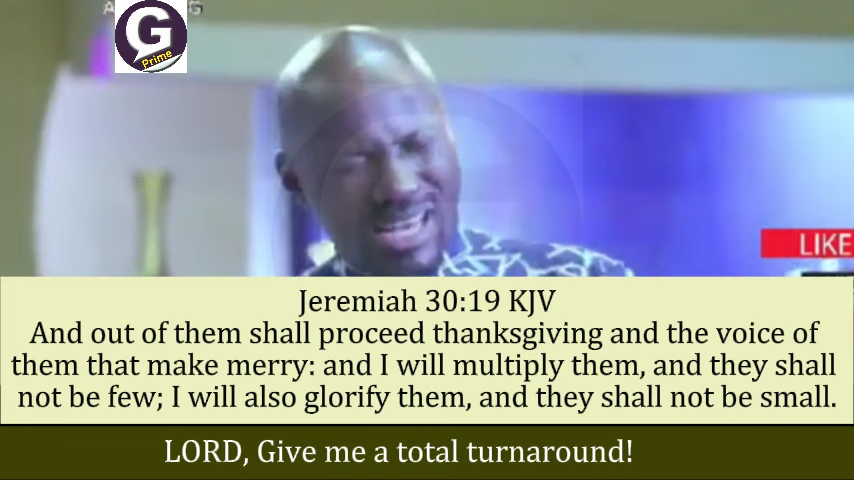 G
Prime
LIKE
Jeremiah 30:19 KJV
And out of them shall proceed thanksgiving and the voice of
them that make merry: and I will multiply them, and they shall
not be few; I will also glorify them, and they shall not be small.
LORD, Give me a total turnaround!